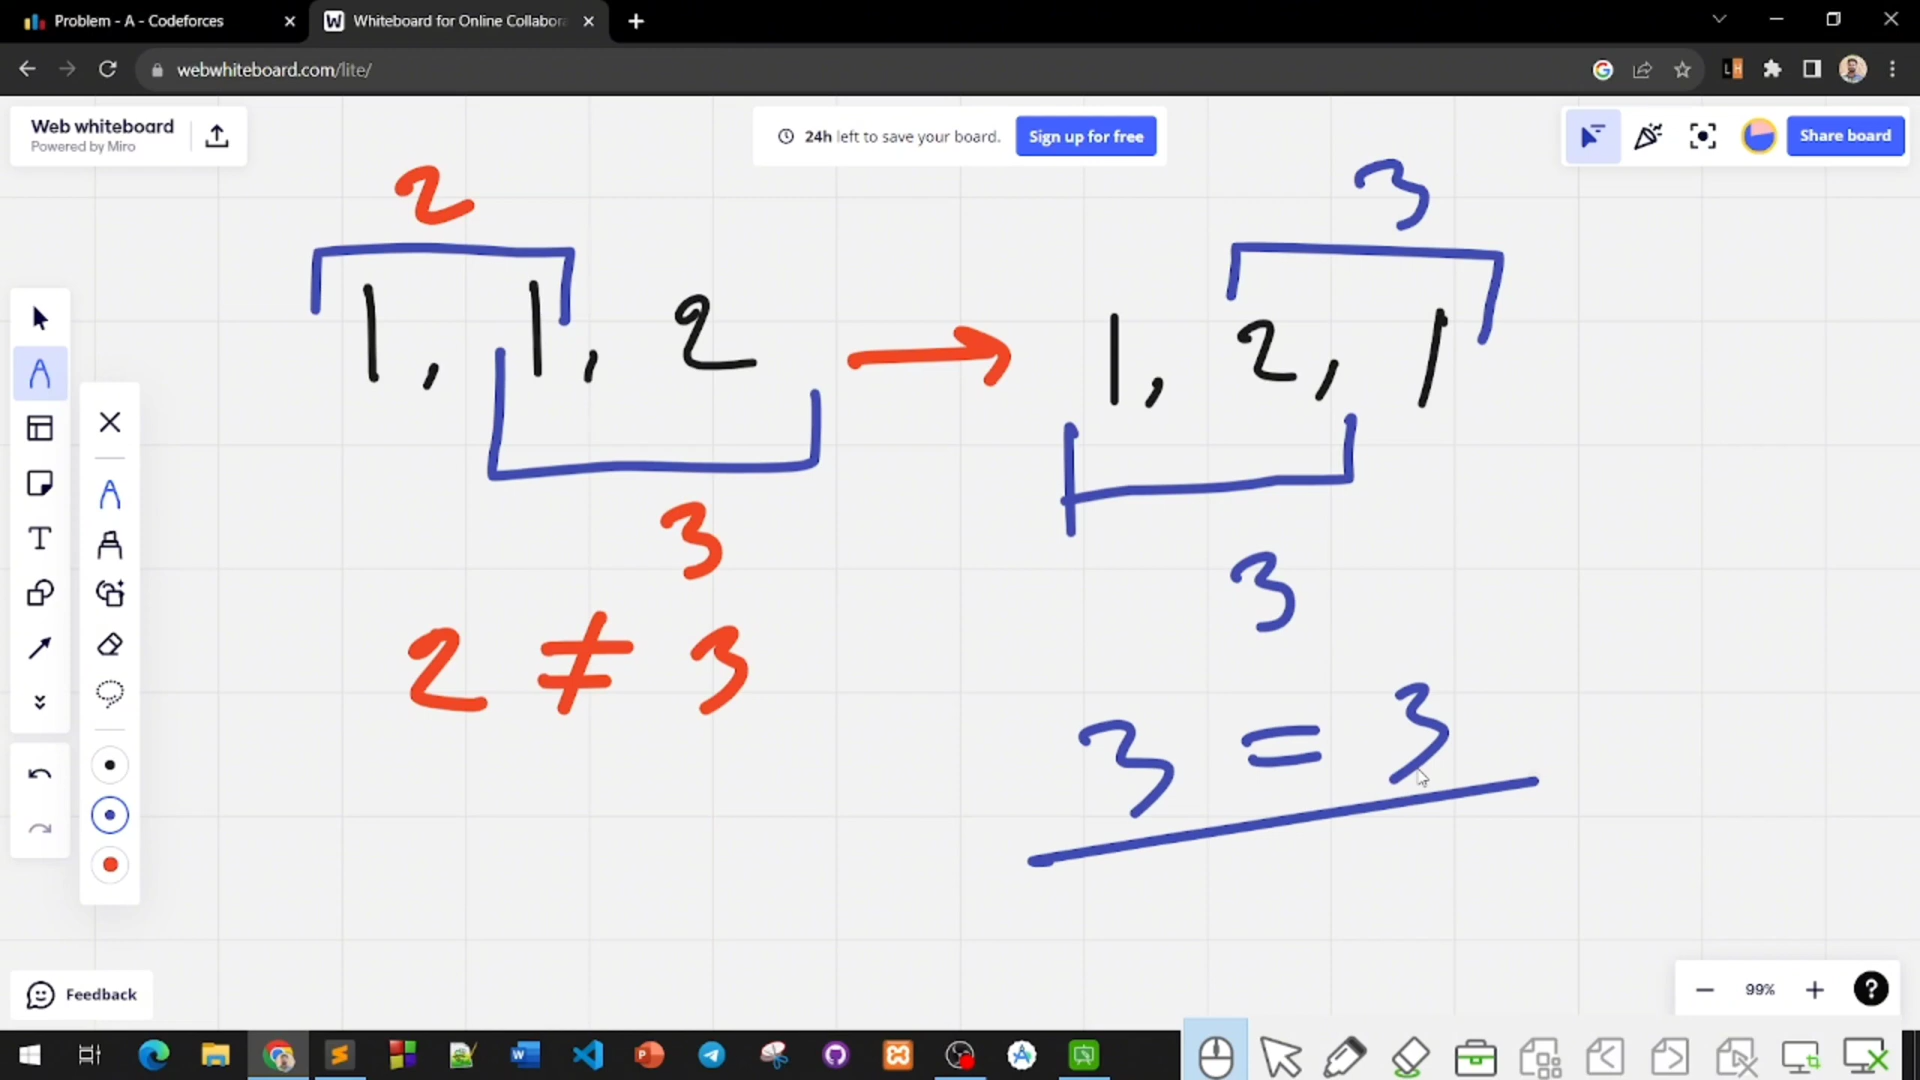 Problem - A - Codeforces
Whiteboard for Online Collabor
webwhiteboard.com/lite/
Web whiteboard
Powered by Miro
24h left to save your board.
Sign up for free
Share board
2
1, 1, 2
3
2 ≠ 3
3
1, 2, 1
3
3 = 3
Feedback
99%